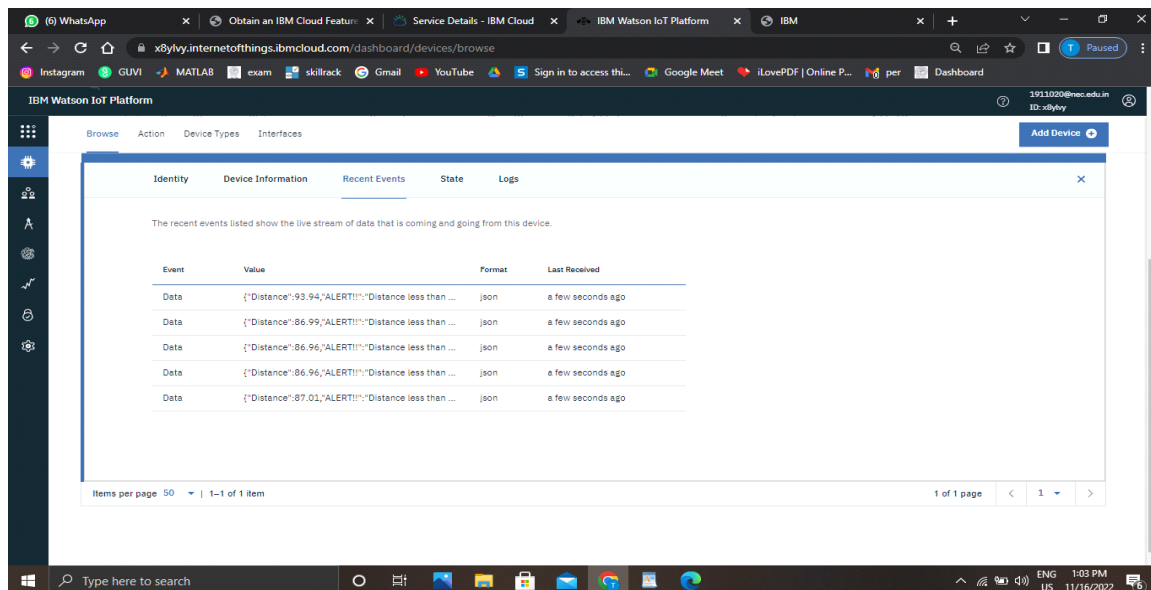 (6) WhatsApp Obtain an IBM Cloud Feature Service Details - IBM Cloud IBM Watson IoT Platform IBM
x8ylvy.internetofthings.ibmcloud.com/dashboard/devices/browse T Paused
Instagram GUVI MATLAB exam skillrack Gmail YouTube S Sign in to access thi... Google Meet iLovePDF | Online P... per Dashboard
IBM Watson IoT Platform
1911020@nec.edu.in
ID: x8ylvy
Browse Action Device Types Interfaces Add Device
Identity Device Information Recent Events State Logs
The recent events listed show the live stream of data that is coming and going from this device.
Event Value Format Last Received
Data {"Distance":93.94,"ALERT!!":"Distance less than ... json a few seconds ago
Data {"Distance":86.99,"ALERT!!":"Distance less than ... json a few seconds ago
Data {"Distance":86.96,"ALERT!!":"Distance less than ... json a few seconds ago
Data {"Distance":86.96,"ALERT!!":"Distance less than ... json a few seconds ago
Data {"Distance":87.01,"ALERT!!":"Distance less than ... json a few seconds ago
Items per page 50 | 1–1 of 1 item 1 of 1 page < 1 >
Type here to search ENG 1:03 PM
US 11/16/2022 6